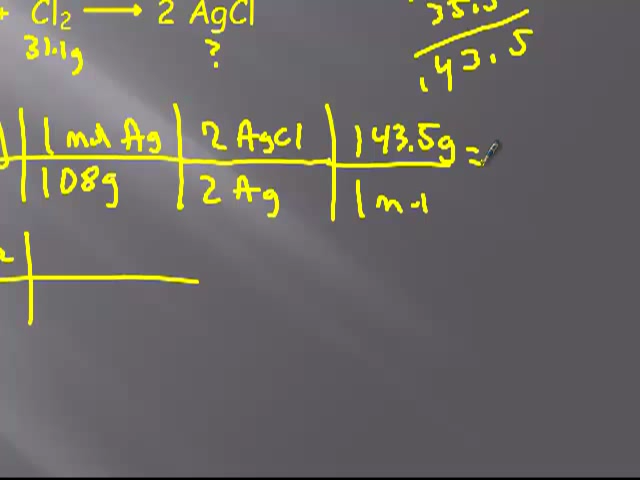 + Cl₂ ⟶ 2 AgCl
35.5
31.1g
?
143.5
1 mol Ag | 2 AgCl | 143.5g =
108g | 2 Ag | 1 mol